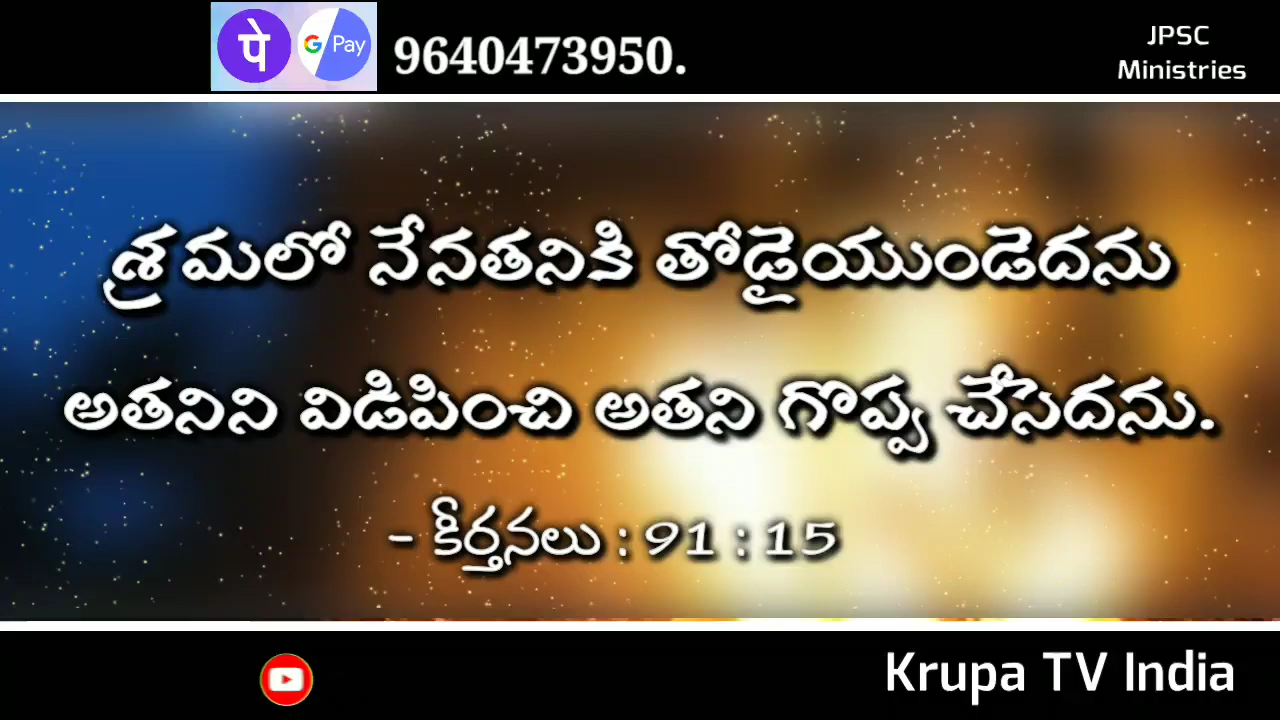 पे G Pay 9640473950.
JPSC
Ministries
శ్రమలో నేనతనికి తోడైయుండెదను
అతనిని విడిపించి అతని గొప్ప చేసెదను.
- కీర్తనలు : 91 : 15
Krupa TV India